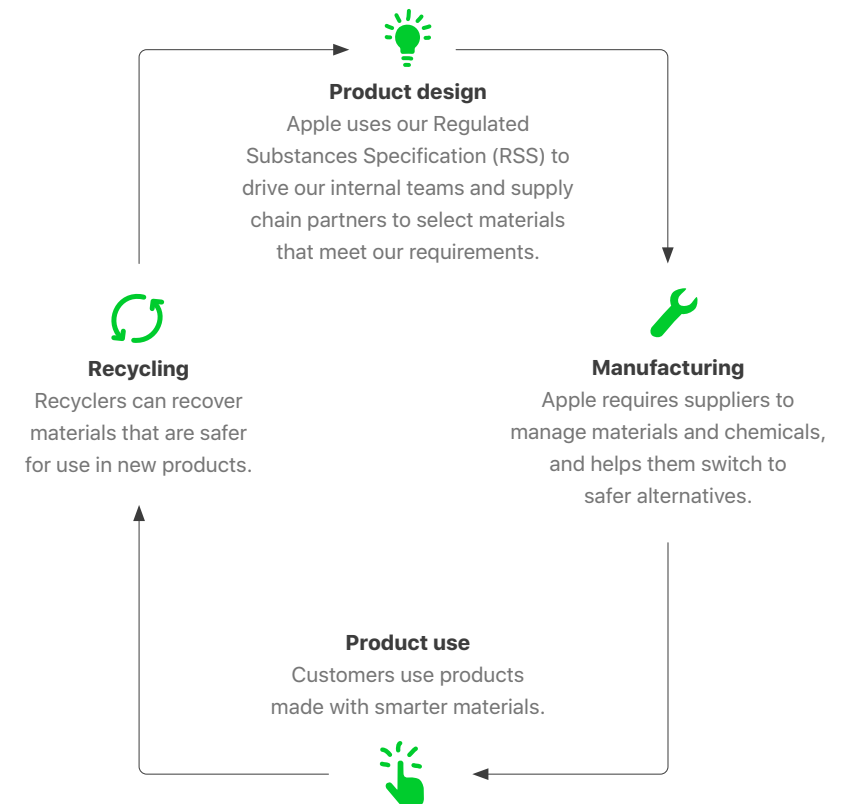 Product design
Apple uses our Regulated
Substances Specification (RSS) to
drive our internal teams and supply
chain partners to select materials
that meet our requirements.
Recycling
Recyclers can recover
materials that are safer
for use in new products.
Manufacturing
Apple requires suppliers to
manage materials and chemicals,
and helps them switch to
safer alternatives.
Product use
Customers use products
made with smarter materials.